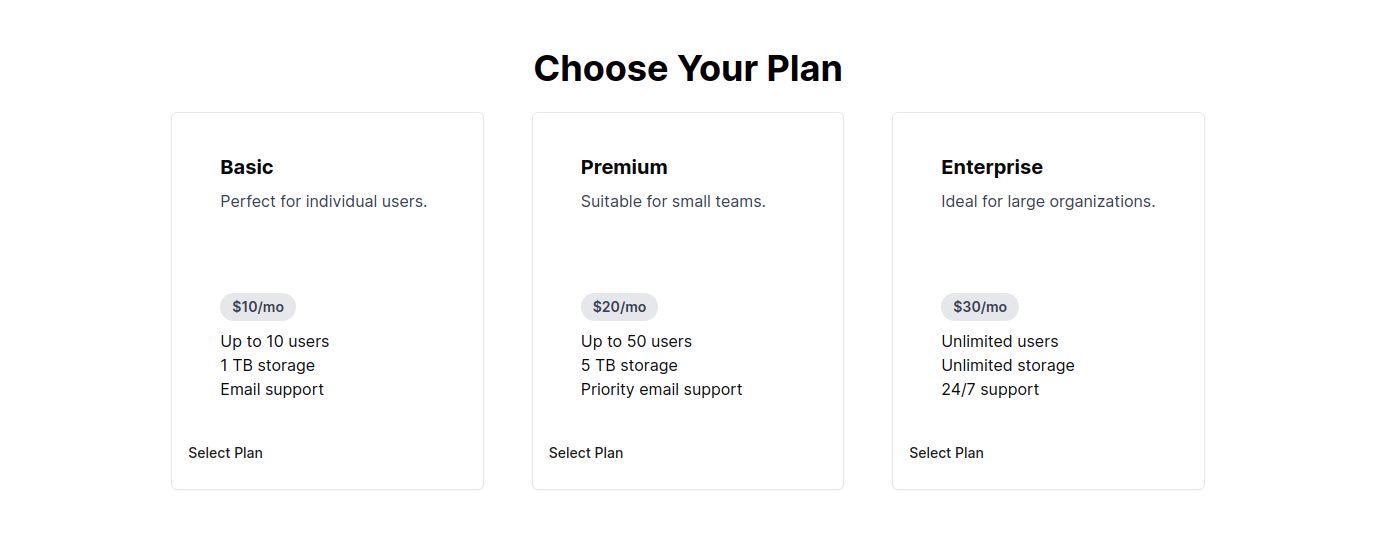 Choose Your Plan
Basic
Perfect for individual users.
$10/mo
Up to 10 users
1 TB storage
Email support
Select Plan
Premium
Suitable for small teams.
$20/mo
Up to 50 users
5 TB storage
Priority email support
Select Plan
Enterprise
Ideal for large organizations.
$30/mo
Unlimited users
Unlimited storage
24/7 support
Select Plan